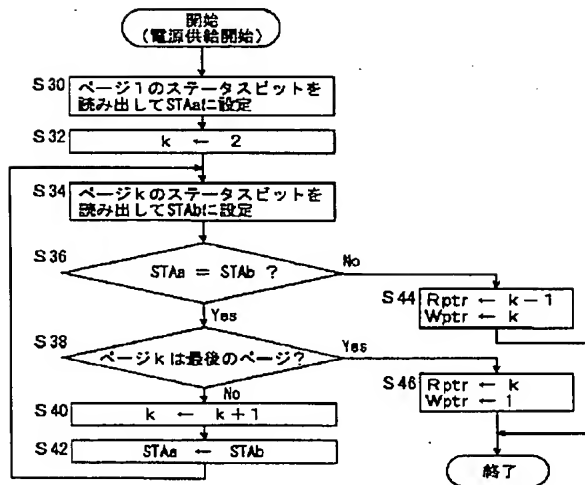 開始
(電源供給開始)
S30
ページ1のステータスビットを
読み出してSTAaに設定
S32
k ← 2
S34
ページkのステータスビットを
読み出してSTAbに設定
S36
STAa = STAb ?
No
S44
Rptr ← k-1
Wptr ← k
Yes
S38
ページkは最後のページ?
Yes
S46
Rptr ← k
Wptr ← 1
No
S40
k ← k+1
S42
STAa ← STAb
終了